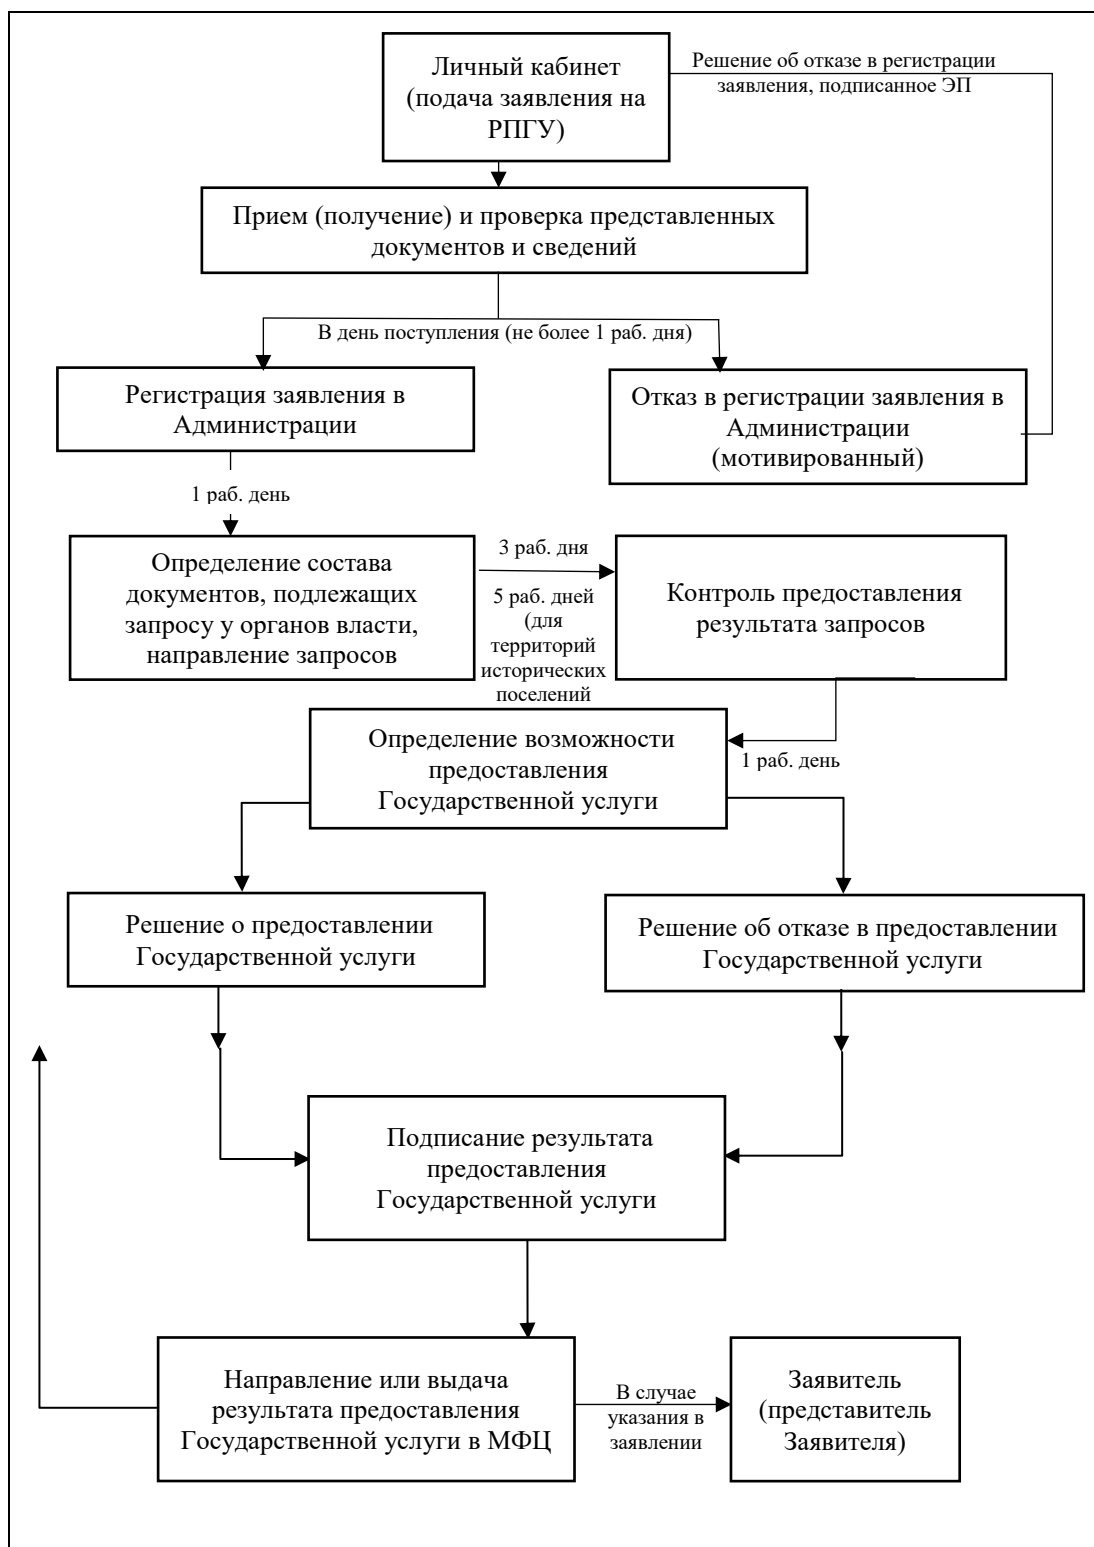 Личный кабинет
(подача заявления на
РПГУ)
Решение об отказе в регистрации
заявления, подписанное ЭП
Прием (получение) и проверка представленных
документов и сведений
В день поступления (не более 1 раб. дня)
Регистрация заявления в
Администрации
Отказ в регистрации заявления в
Администрации
(мотивированный)
1 раб. день
Определение состава
документов, подлежащих
запросу у органов власти,
направление запросов
3 раб. дня
5 раб. дней
(для
территорий
исторических
поселений
Контроль предоставления
результата запросов
Определение возможности
предоставления
Государственной услуги
1 раб. день
Решение о предоставлении
Государственной услуги
Решение об отказе в предоставлении
Государственной услуги
Подписание результата
предоставления
Государственной услуги
Направление или выдача
результата предоставления
Государственной услуги в МФЦ
В случае
указания в
заявлении
Заявитель
(представитель
Заявителя)